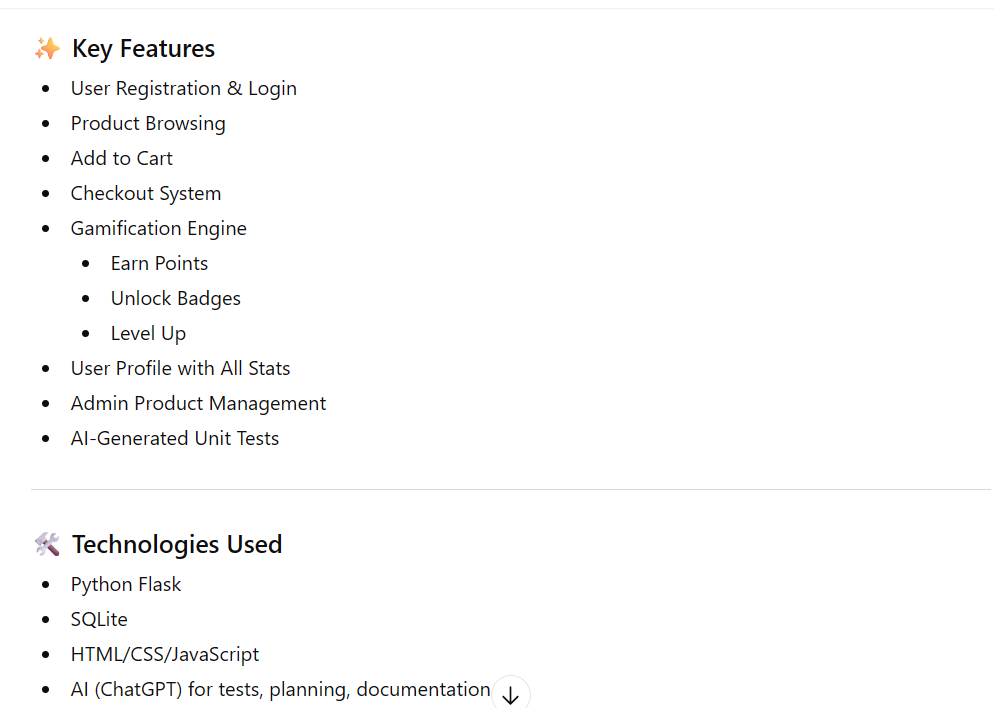 ✨ Key Features
• User Registration & Login
• Product Browsing
• Add to Cart
• Checkout System
• Gamification Engine
• Earn Points
• Unlock Badges
• Level Up
• User Profile with All Stats
• Admin Product Management
• AI-Generated Unit Tests
🛠️ Technologies Used
• Python Flask
• SQLite
• HTML/CSS/JavaScript
• AI (ChatGPT) for tests, planning, documentation